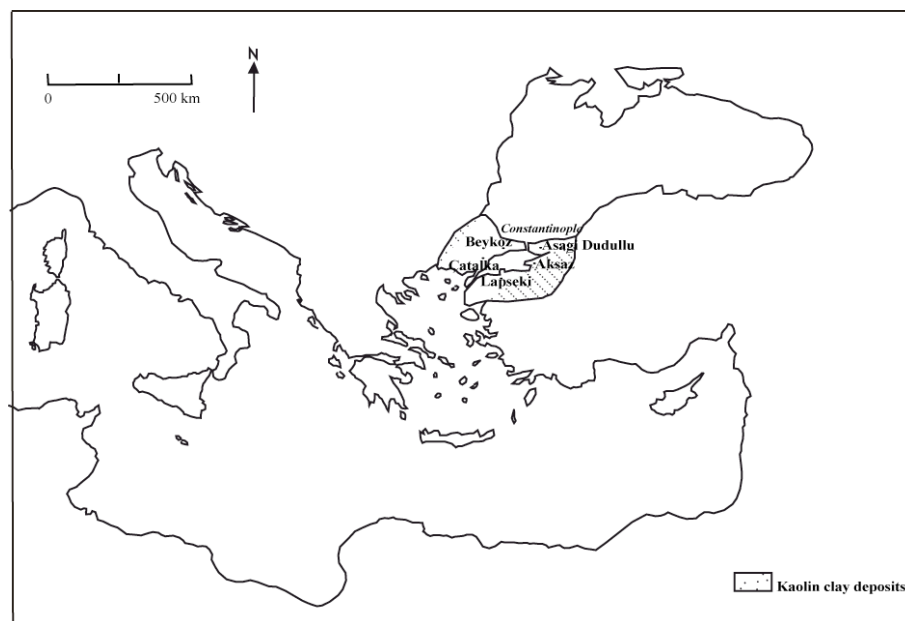 N
0 500 km
Constantinople
Beykoz
Asagi Dudullu
Catalka
Aksaz
Lapseki
Kaolin clay deposits